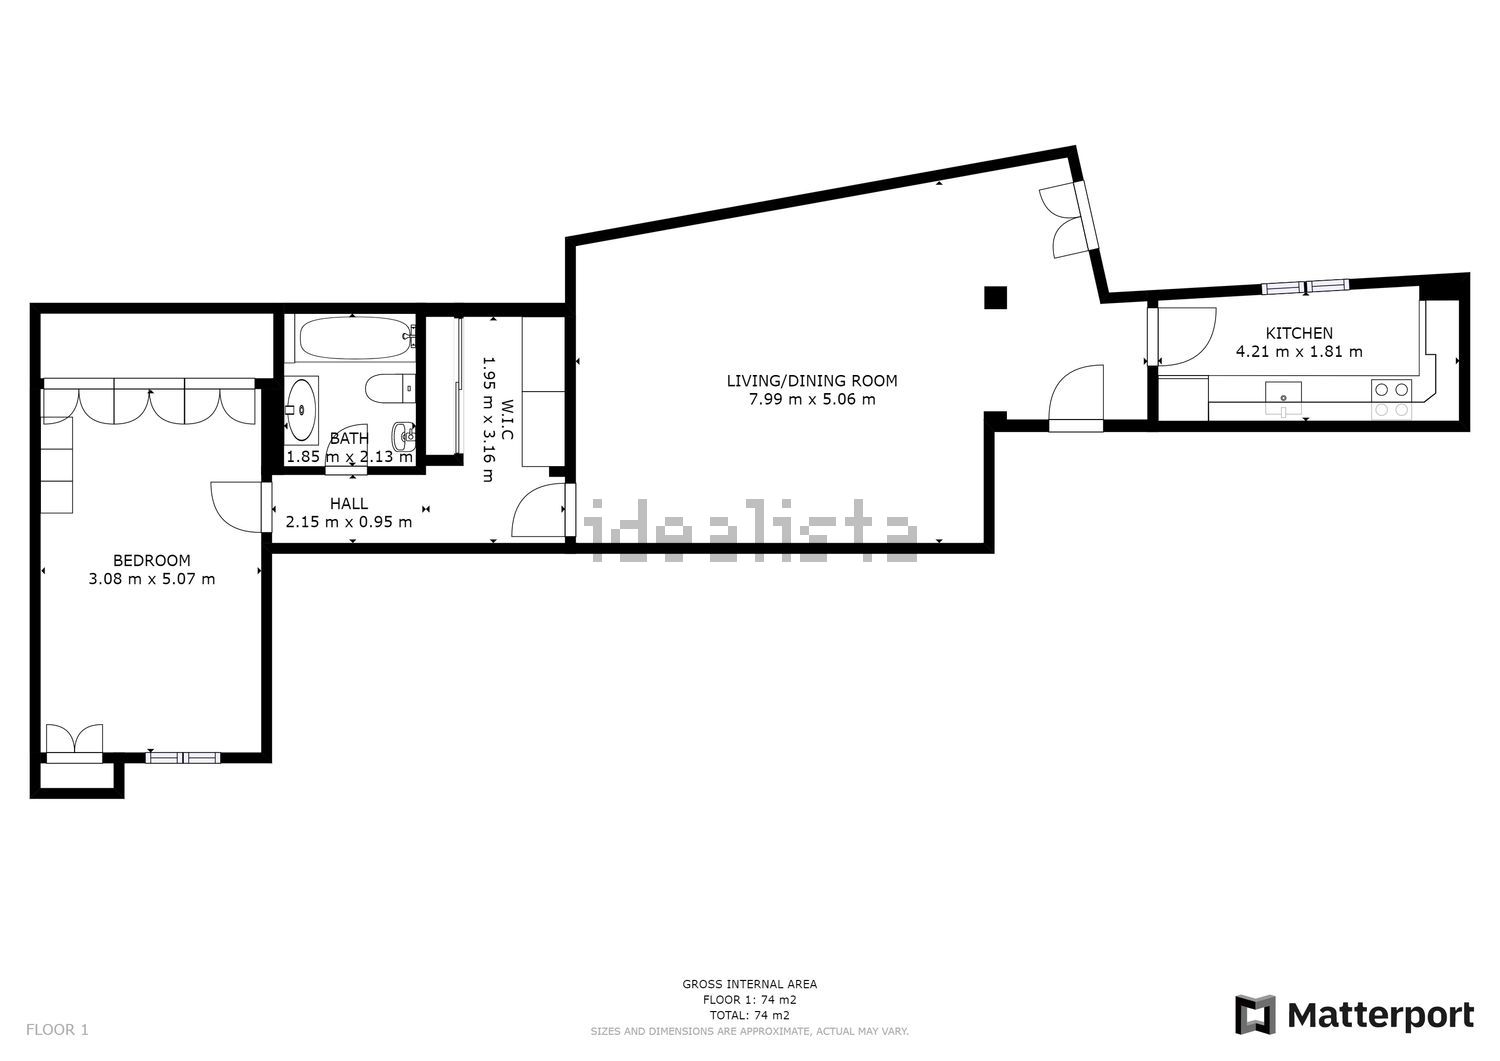 KITCHEN
4.21 m x 1.81 m
LIVING/DINING ROOM
7.99 m x 5.06 m
W.I.C
1.95 m x 3.16 m
BATH
1.85 m x 2.13 m
HALL
2.15 m x 0.95 m
idealista
BEDROOM
3.08 m x 5.07 m
GROSS INTERNAL AREA
FLOOR 1: 74 m2
TOTAL: 74 m2
SIZES AND DIMENSIONS ARE APPROXIMATE, ACTUAL MAY VARY.
FLOOR 1
Matterport